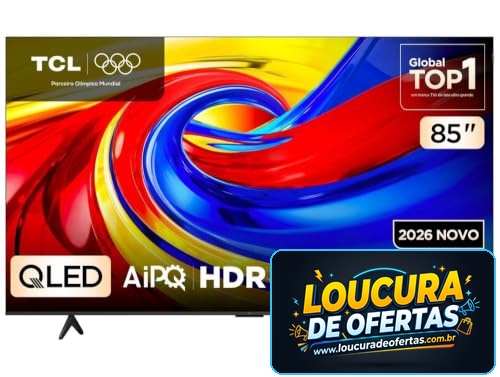 TCL
Parceiro Olímpico Mundial
Global
TOP1
85"
2026 NOVO
QLED
AiPQ
HDR
LOUCURA
DE OFERTAS
www.loucuradeofertas.com.br